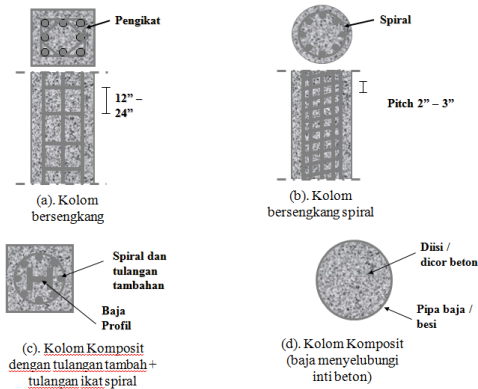 Pengikat
12” –
24”
(a). Kolom
bersengkang
Spiral
Pitch 2” – 3”
(b). Kolom
bersengkang spiral
Spiral dan
tulangan
tambahan
Baja
Profil
(c). Kolom Komposit
dengan tulangan tambah +
tulangan ikat spiral
Diisi /
dicor beton
Pipa baja /
besi
(d). Kolom Komposit
(baja menyelubungi
inti beton)